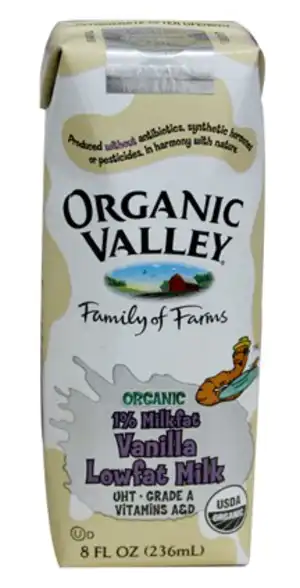 Produced without antibiotics, synthetic hormones
or pesticides, in harmony with nature.
ORGANIC
VALLEY®
Family of Farms
ORGANIC
1% Milkfat
Vanilla
Lowfat Milk
UHT · GRADE A
VITAMINS A&D
USDA
ORGANIC
U D
8 FL OZ (236mL)